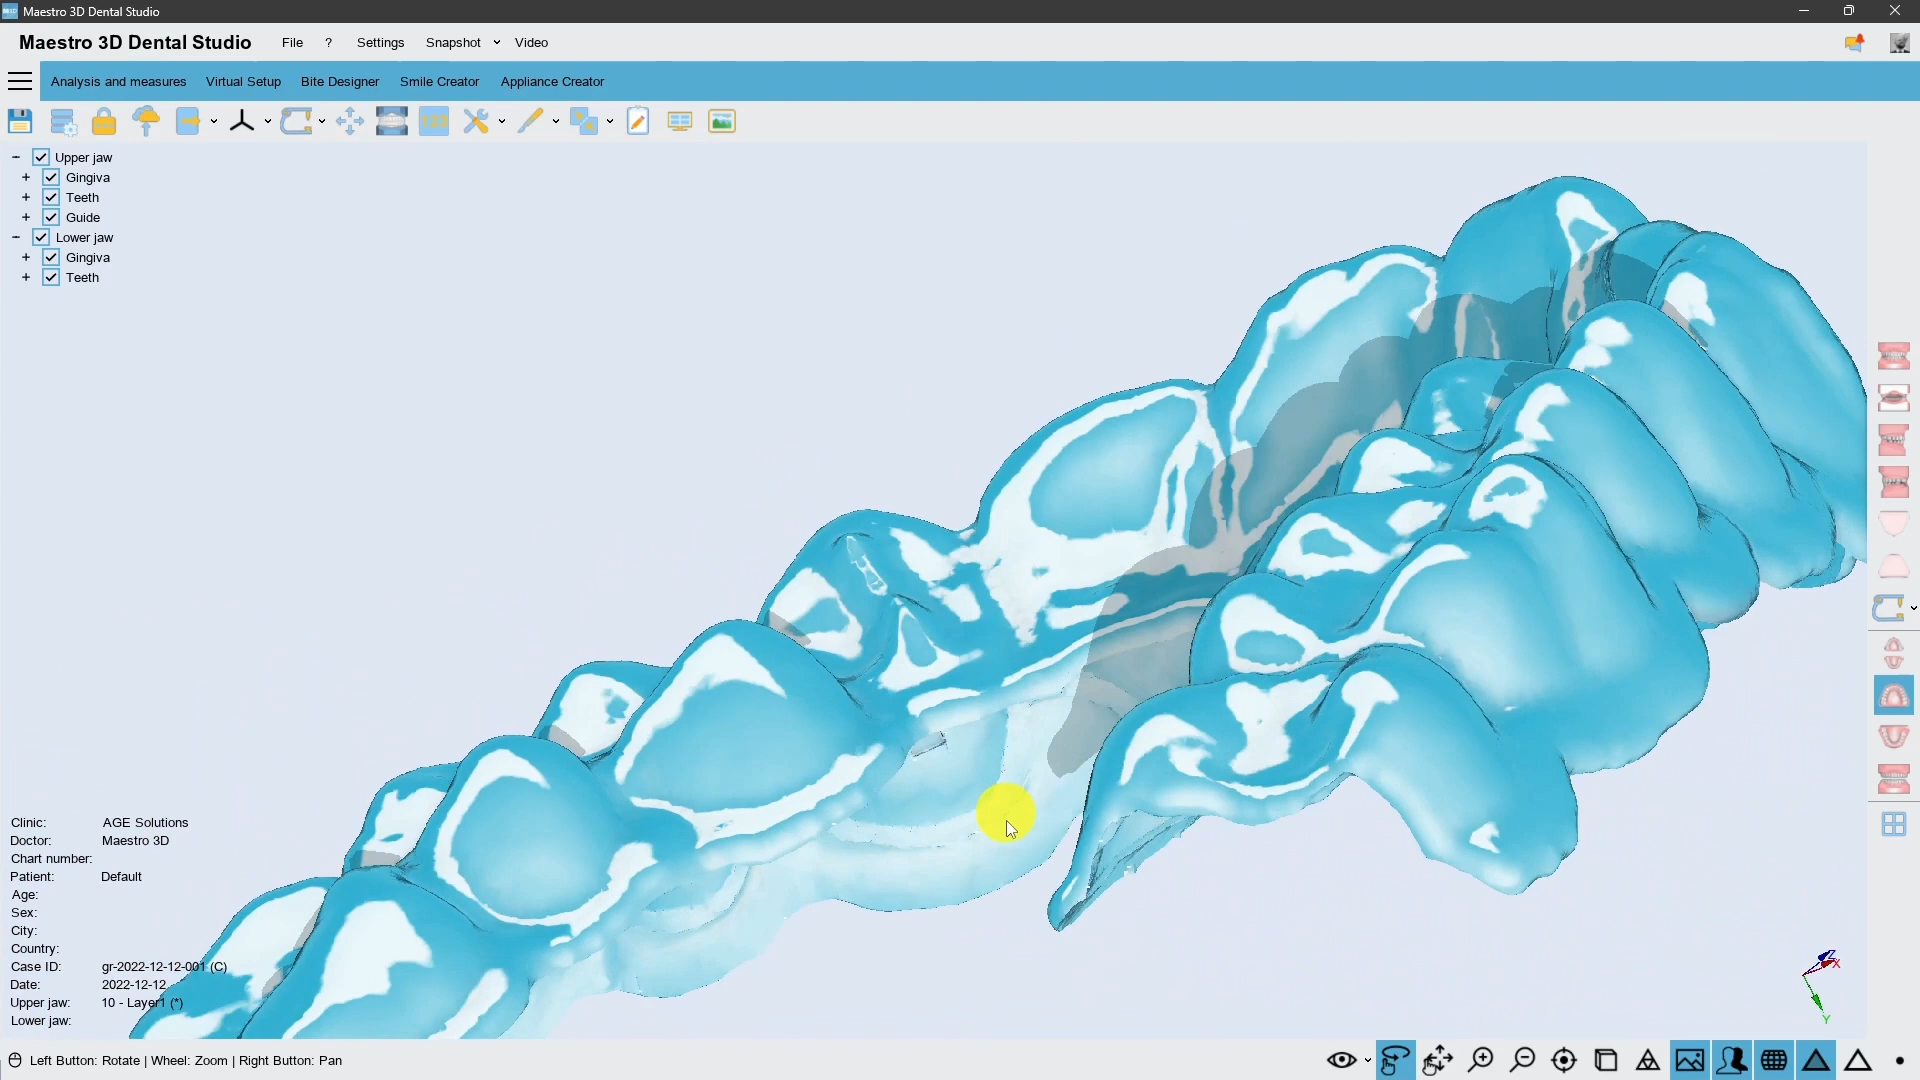 Maestro 3D Dental Studio
Maestro 3D Dental Studio File ? Settings Snapshot Video
Analysis and measures Virtual Setup Bite Designer Smile Creator Appliance Creator
123
Upper jaw
Gingiva
Teeth
Guide
Lower jaw
Gingiva
Teeth
Clinic: AGE Solutions
Doctor: Maestro 3D
Chart number:
Patient: Default
Age:
Sex:
City:
Country:
Case ID: gr-2022-12-12-001 (C)
Date: 2022-12-12
Upper jaw: 10 - Layer1 (*)
Lower jaw:
Z
X
Y
Left Button: Rotate | Wheel: Zoom | Right Button: Pan